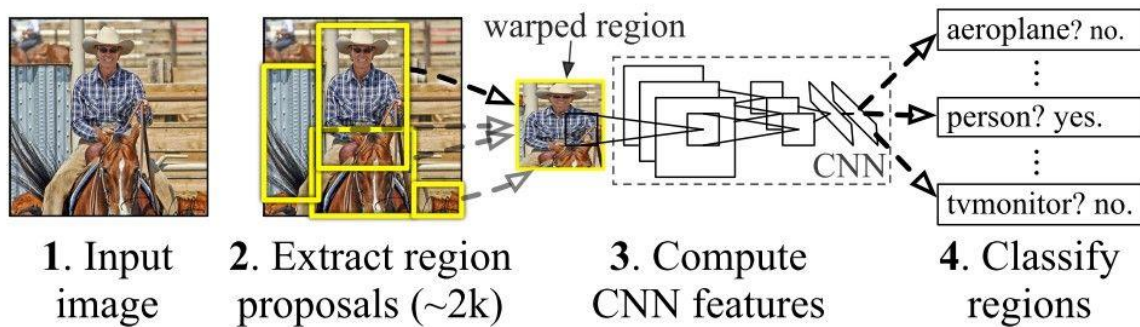 warped region
aeroplane? no.
person? yes.
CNN
tvmonitor? no.
1. Input
image
2. Extract region
proposals (~2k)
3. Compute
CNN features
4. Classify
regions